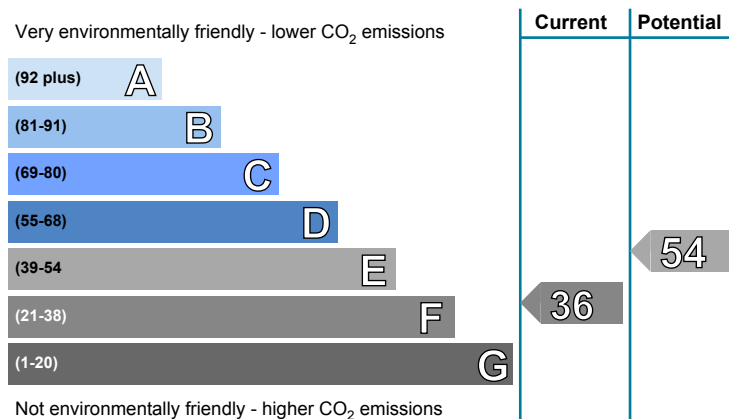 Very environmentally friendly - lower CO2 emissions
Current
Potential
(92 plus) A
(81-91) B
(69-80) C
(55-68) D
(39-54 E
(21-38) F
(1-20) G
36
54
Not environmentally friendly - higher CO2 emissions